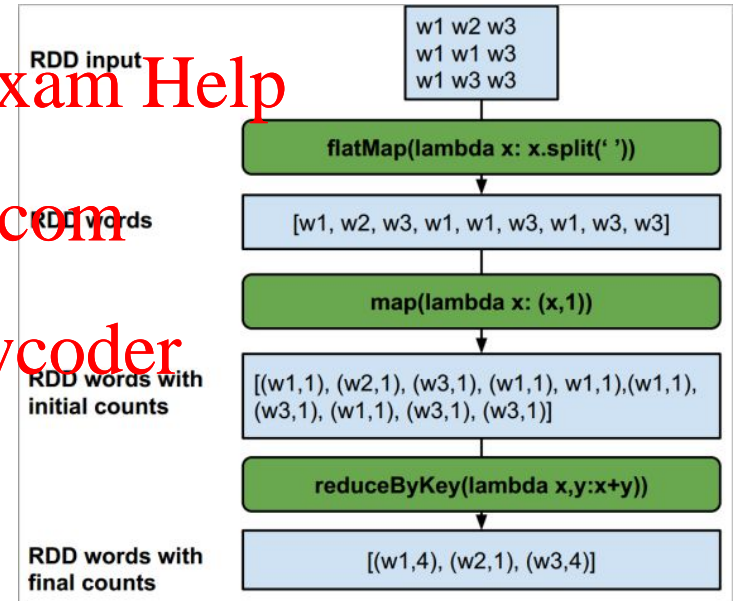 w1 w2 w3
RDD input
w1 w1 w3
w1 w3 w3
xam Help
flatMap(lambda x: x.split(‘ ’))
com
RDD words
[w1, w2, w3, w1, w1, w3, w1, w3, w3]
map(lambda x: (x,1))
wcoder
RDD words with
initial counts
[(w1,1), (w2,1), (w3,1), (w1,1), w1,1),(w1,1),
(w3,1), (w1,1), (w3,1), (w3,1)]
reduceByKey(lambda x,y:x+y))
RDD words with
final counts
[(w1,4), (w2,1), (w3,4)]